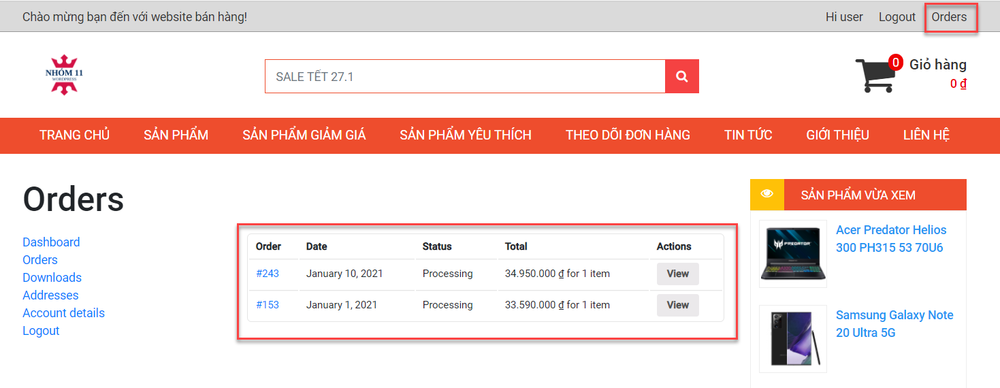 Chào mừng bạn đến với website bán hàng!
Hi user Logout Orders
NHÓM 11
WORDPRESS
SALE TẾT 27.1
0 Giỏ hàng
0 ₫
TRANG CHỦ SẢN PHẨM SẢN PHẨM GIẢM GIÁ SẢN PHẨM YÊU THÍCH THEO DÕI ĐƠN HÀNG TIN TỨC GIỚI THIỆU LIÊN HỆ
Orders
Dashboard
Orders
Downloads
Addresses
Account details
Logout
Order Date Status Total Actions
#243 January 10, 2021 Processing 34.950.000 ₫ for 1 item View
#153 January 1, 2021 Processing 33.590.000 ₫ for 1 item View
SẢN PHẨM VỪA XEM
PREDATOR
Acer Predator Helios
300 PH315 53 70U6
Samsung Galaxy Note
20 Ultra 5G